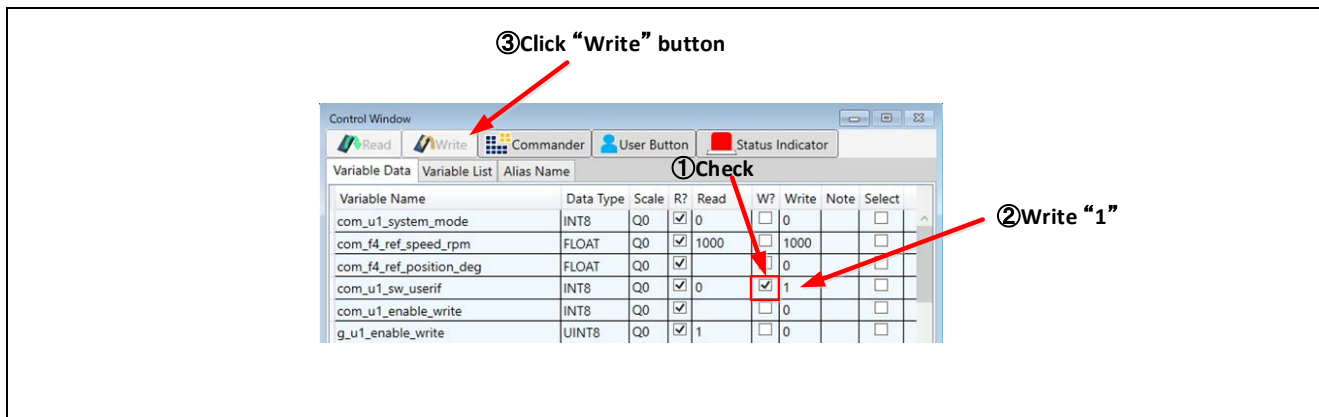 ③Click “Write” button
Control Window
Read Write Commander User Button Status Indicator
Variable Data Variable List Alias Name
①Check
Variable Name Data Type Scale R? Read W? Write Note Select
com_u1_system_mode INT8 Q0 0 0
②Write “1”
com_f4_ref_speed_rpm FLOAT Q0 1000 1000
com_f4_ref_position_deg FLOAT Q0 0
com_u1_sw_userif INT8 Q0 0 1
com_u1_enable_write INT8 Q0 0
g_u1_enable_write UINT8 Q0 1 0